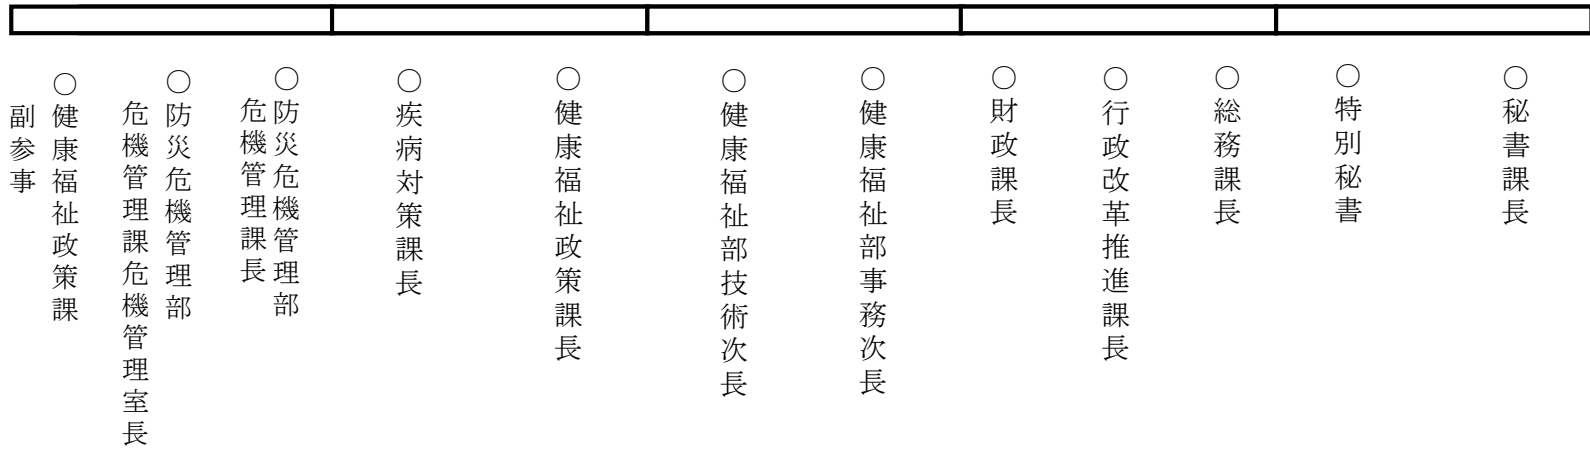 ○秘書課長
○特別秘書
○総務課長
○行政改革推進課長
○財政課長
○健康福祉部事務次長
○健康福祉部技術次長
○健康福祉政策課長
○疾病対策課長
○防災危機管理部
危機管理課長
○防災危機管理部
危機管理課危機管理室長
○健康福祉政策課
副参事